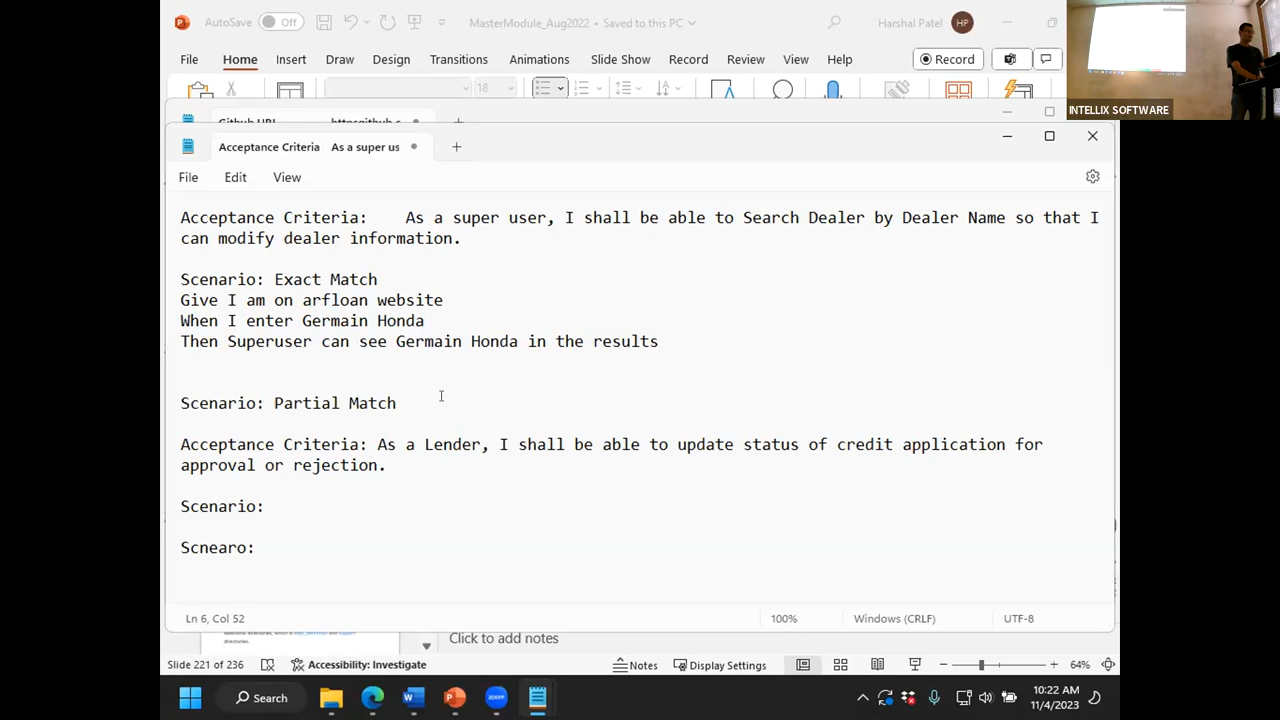 AutoSave Off MasterModule_Aug2022 • Saved to this PC Harshal Patel HP
File Home Insert Draw Design Transitions Animations Slide Show Record Review View Help Record
18
INTELLIX SOFTWARE
Github URL
Acceptance Criteria As a super us
File Edit View
Acceptance Criteria: As a super user, I shall be able to Search Dealer by Dealer Name so that I
can modify dealer information.
Scenario: Exact Match
Give I am on arfloan website
When I enter Germain Honda
Then Superuser can see Germain Honda in the results
Scenario: Partial Match
Acceptance Criteria: As a Lender, I shall be able to update status of credit application for
approval or rejection.
Scenario:
Scnearo:
Ln 6, Col 52 100% Windows (CRLF) UTF-8
directories.
Click to add notes
Slide 221 of 236 Accessibility: Investigate Notes Display Settings 64%
Search zoom 10:22 AM
11/4/2023